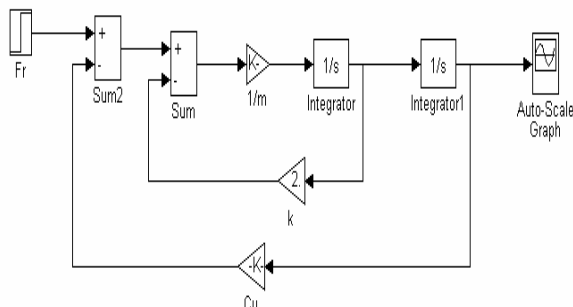 Fr
+
-
Sum2
+
-
Sum
K-
1/m
1/s
Integrator
1/s
Integrator1
Auto-Scale
Graph
2.
k
-K-
Cu